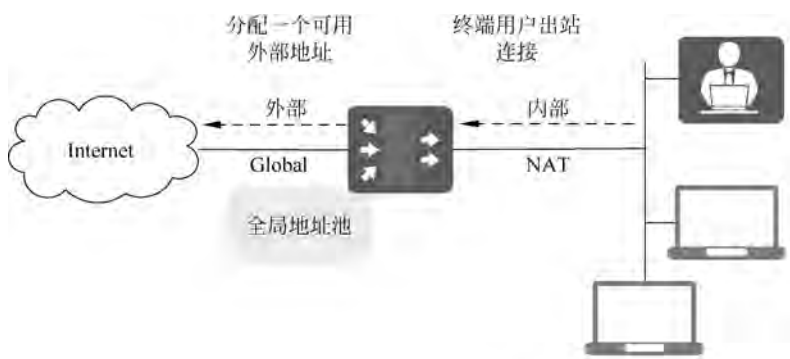 分配一个可用
外部地址
终端用户出站
连接
外部
内部
Internet
Global
NAT
全局地址池